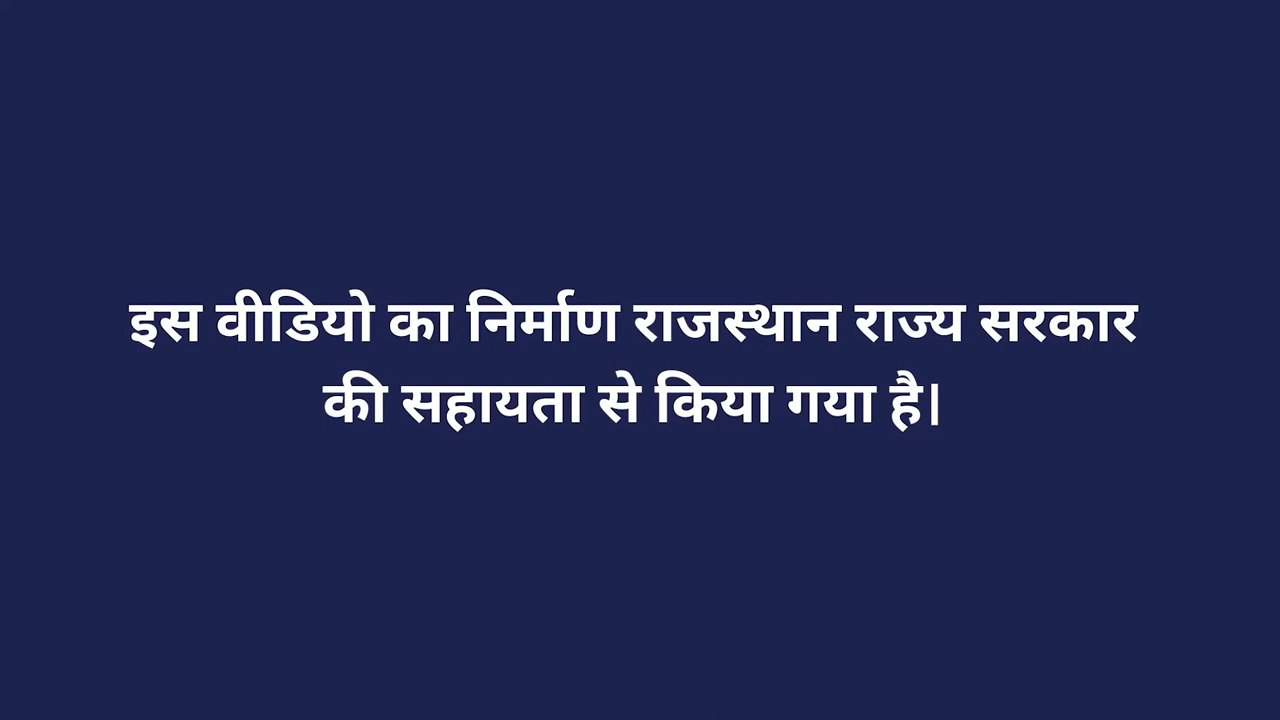 इस वीडियो का निर्माण राजस्थान राज्य सरकार
की सहायता से किया गया है।